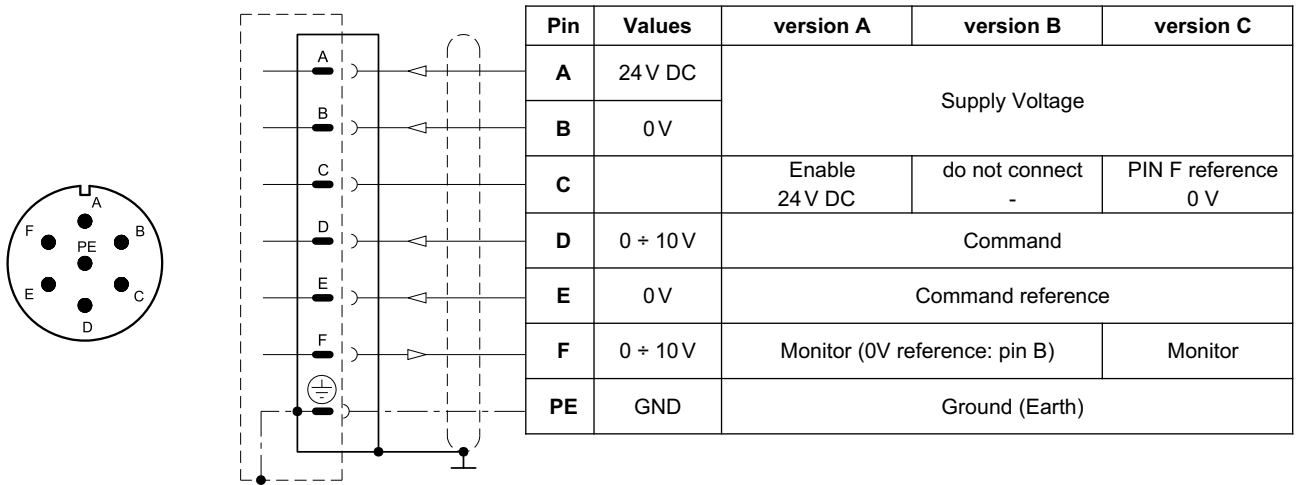 A
F
B
PE
E
C
D
A
B
C
D
E
F
Pin Values version A version B version C
A 24 V DC
Supply Voltage
B 0 V
C Enable do not connect PIN F reference
24 V DC - 0 V
D 0 ÷ 10 V Command
E 0 V Command reference
F 0 ÷ 10 V Monitor (0V reference: pin B) Monitor
PE GND Ground (Earth)